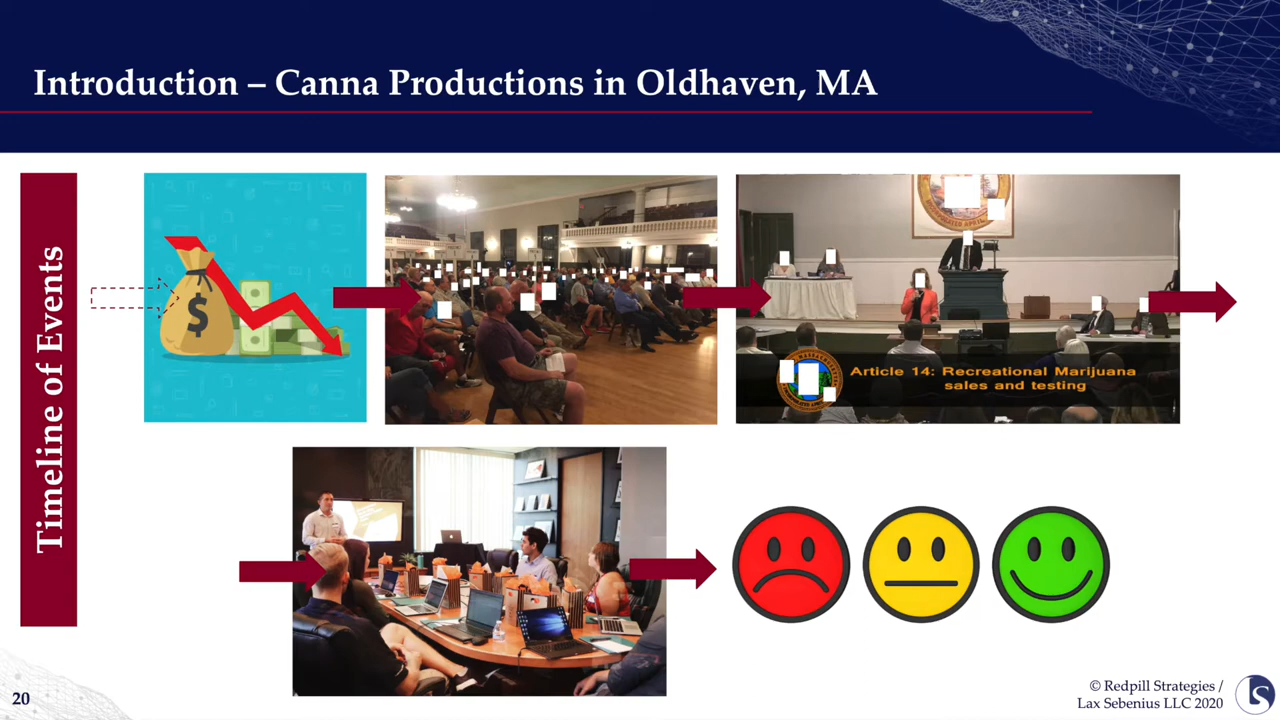 Introduction – Canna Productions in Oldhaven, MA
Timeline of Events
$
Article 14: Recreational Marijuana
sales and testing
20
© Redpill Strategies /
Lax Sebenius LLC 2020
LS